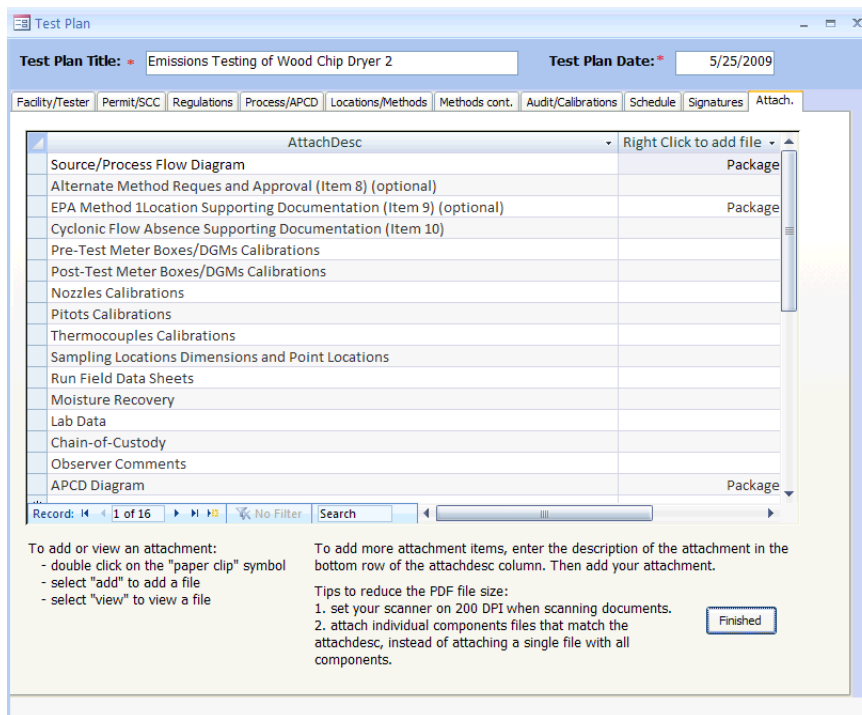 Test Plan
Test Plan Title: * Emissions Testing of Wood Chip Dryer 2 Test Plan Date: * 5/25/2009
Facility/Tester Permit/SCC Regulations Process/APCD Locations/Methods Methods cont. Audit/Calibrations Schedule Signatures Attach.
AttachDesc Right Click to add file
Source/Process Flow Diagram Package
Alternate Method Reques and Approval (Item 8) (optional)
EPA Method 1Location Supporting Documentation (Item 9) (optional) Package
Cyclonic Flow Absence Supporting Documentation (Item 10)
Pre-Test Meter Boxes/DGMs Calibrations
Post-Test Meter Boxes/DGMs Calibrations
Nozzles Calibrations
Pitots Calibrations
Thermocouples Calibrations
Sampling Locations Dimensions and Point Locations
Run Field Data Sheets
Moisture Recovery
Lab Data
Chain-of-Custody
Observer Comments
APCD Diagram Package
Record: 1 of 16 No Filter Search
To add or view an attachment:
- double click on the "paper clip" symbol
- select "add" to add a file
- select "view" to view a file
To add more attachment items, enter the description of the attachment in the
bottom row of the attachdesc column. Then add your attachment.
Tips to reduce the PDF file size:
1. set your scanner on 200 DPI when scanning documents.
2. attach individual components files that match the
attachdesc, instead of attaching a single file with all
components.
Finished